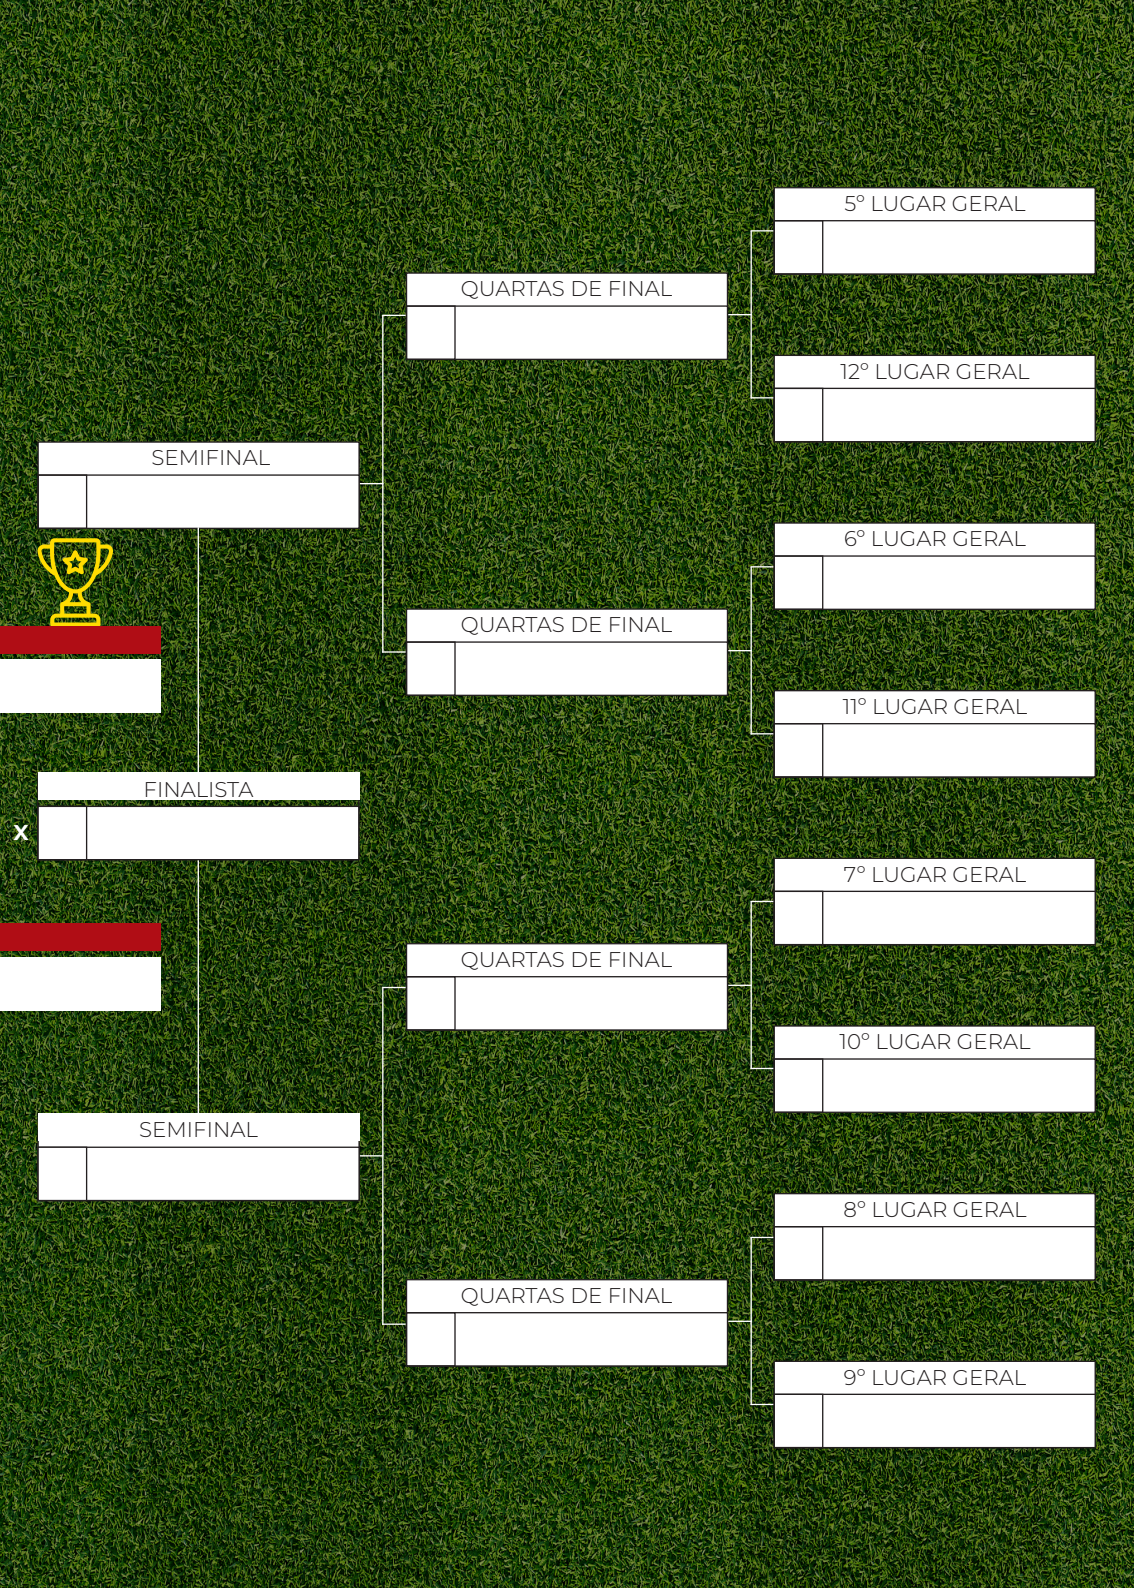 5º LUGAR GERAL
QUARTAS DE FINAL
12º LUGAR GERAL
SEMIFINAL
6º LUGAR GERAL
QUARTAS DE FINAL
11º LUGAR GERAL
FINALISTA
X
7º LUGAR GERAL
QUARTAS DE FINAL
10º LUGAR GERAL
SEMIFINAL
8º LUGAR GERAL
QUARTAS DE FINAL
9º LUGAR GERAL